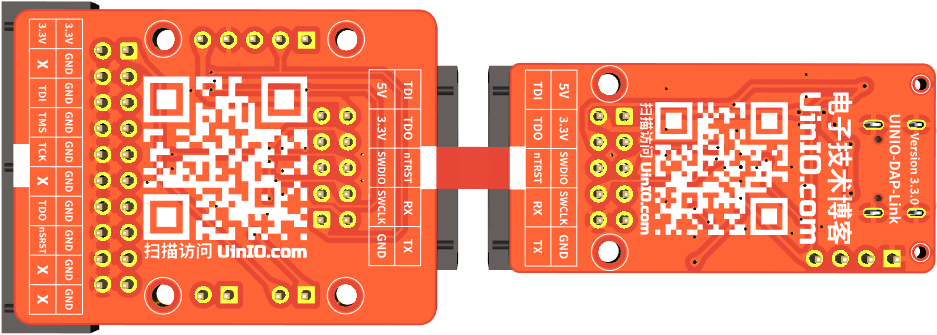 3.3V 3.3V
X GND
TDI GND
TMS GND
TCK GND
X GND
TDO GND
nSRST GND
X GND
X GND
扫描访问 UinIO.com
5V TDI
3.3V TDO
SWDIO nTRST
SWCLK RX
GND TX
TDI 5V
TDO 3.3V
nTRST SWDIO
RX SWCLK
TX GND
扫描访问 UinIO.com
UinIO.com
电子技术博客
UINIO-DAP-Link
Version 3.3.0